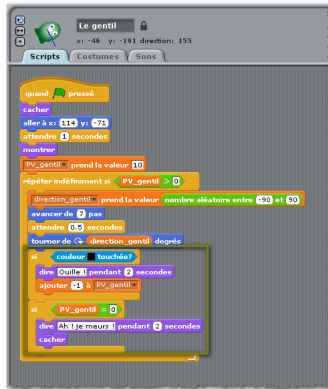 Le gentil
x: -46 y: -191 direction: 155
Scripts Costumes Sons
quand pressé
cacher
aller à x: 114 y: -71
attendre 1 secondes
montrer
PV_gentil prend la valeur 10
répéter indéfiniment si PV_gentil > 0
direction_gentil prend la valeur nombre aléatoire entre -90 et 90
avancer de 7 pas
attendre 0.5 secondes
tourner de direction_gentil degrés
si couleur touchée?
dire Ouille ! pendant 2 secondes
ajouter -1 à PV_gentil
si PV_gentil = 0
dire Ah ! je meurs ! pendant 2 secondes
cacher